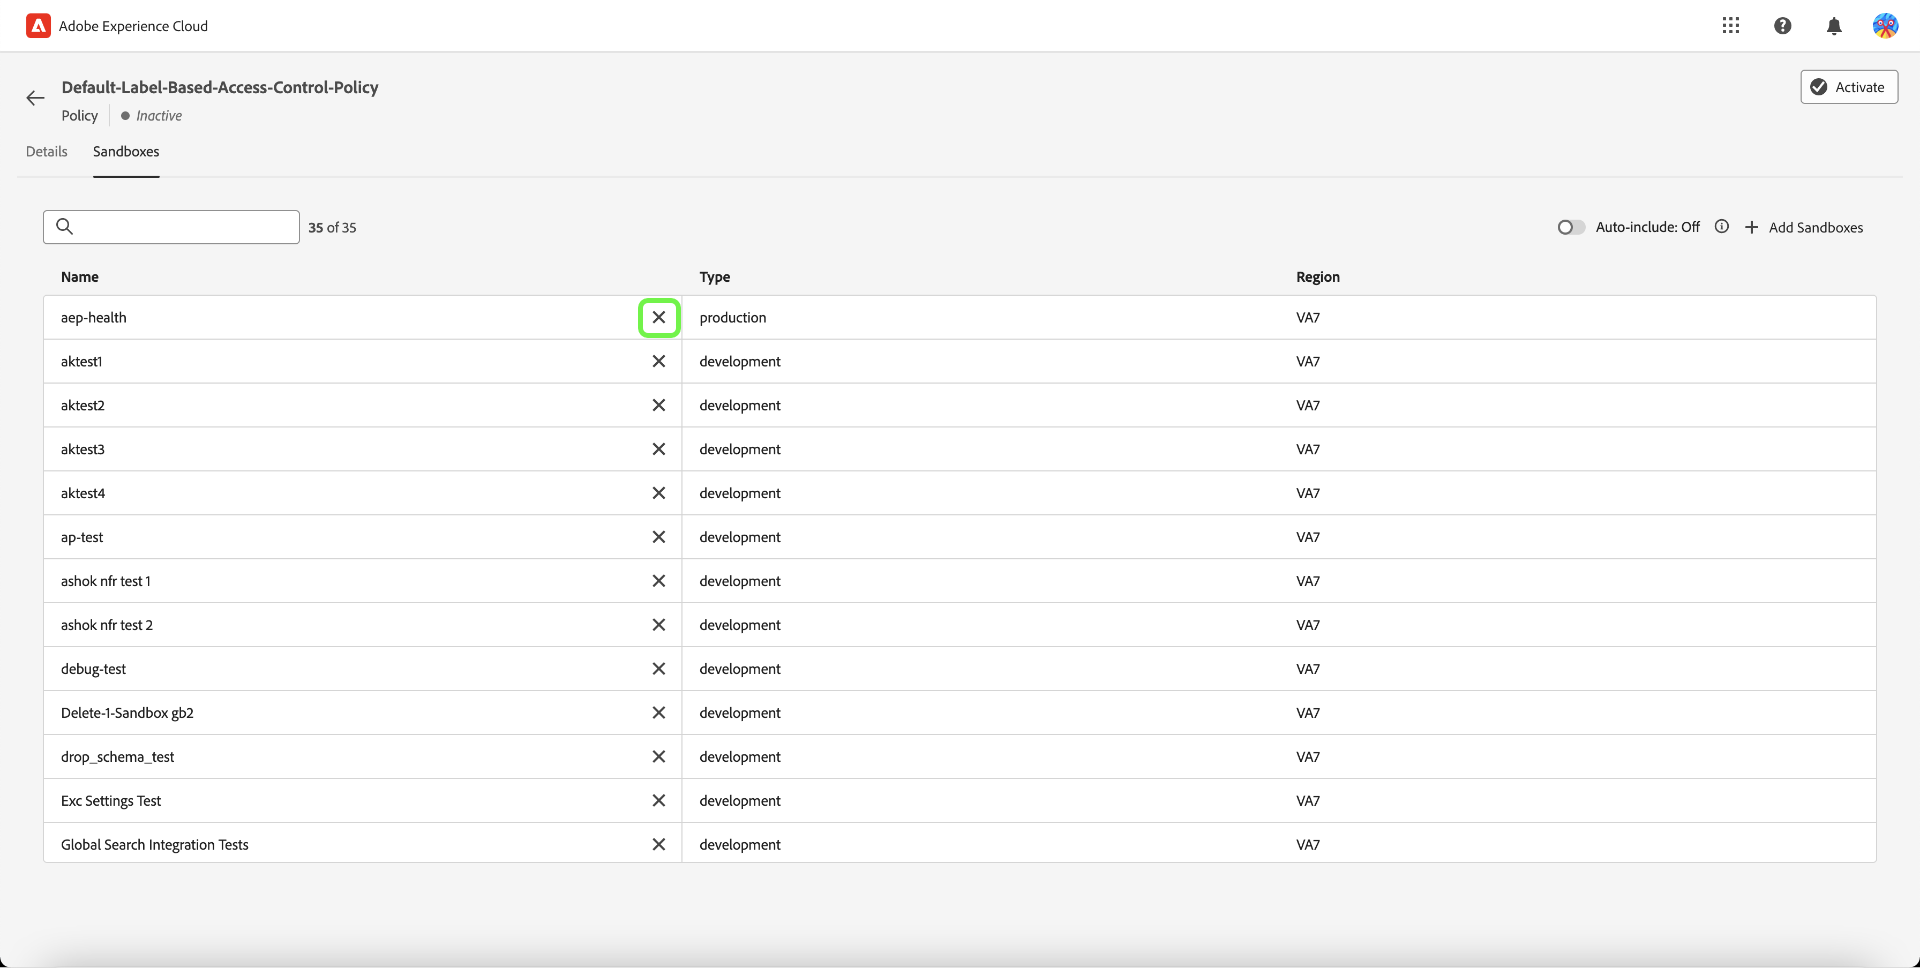 Adobe Experience Cloud
Default-Label-Based-Access-Control-Policy
Activate
Policy Inactive
Details Sandboxes
35 of 35 Auto-include: Off Add Sandboxes
Name Type Region
aep-health production VA7
aktest1 development VA7
aktest2 development VA7
aktest3 development VA7
aktest4 development VA7
ap-test development VA7
ashok nfr test 1 development VA7
ashok nfr test 2 development VA7
debug-test development VA7
Delete-1-Sandbox gb2 development VA7
drop_schema_test development VA7
Exc Settings Test development VA7
Global Search Integration Tests development VA7